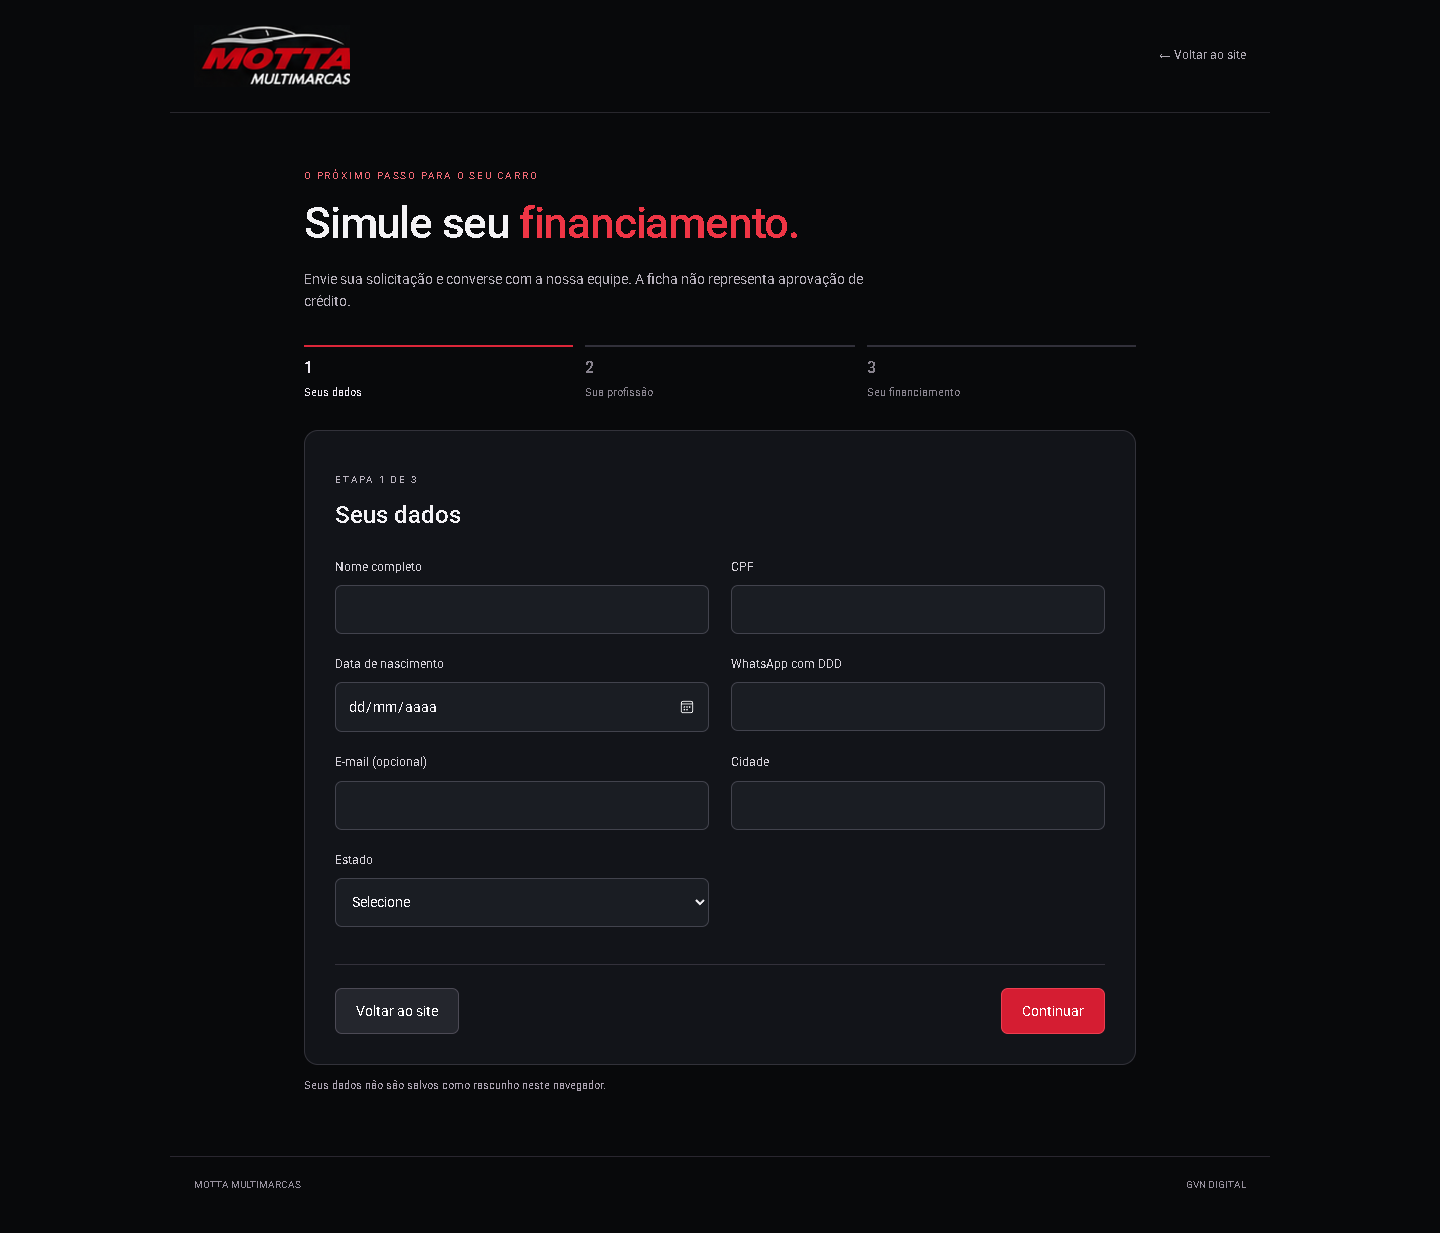 MOTTA
MULTIMARCAS
← Voltar ao site
O PRÓXIMO PASSO PARA O SEU CARRO
Simule seu financiamento.
Envie sua solicitação e converse com a nossa equipe. A ficha não representa aprovação de
crédito.
1
Seus dados
2
Sua profissão
3
Seu financiamento
ETAPA 1 DE 3
Seus dados
Nome completo
CPF
Data de nascimento
WhatsApp com DDD
dd/mm/aaaa
E-mail (opcional)
Cidade
Estado
Selecione
Voltar ao site
Continuar
Seus dados não são salvos como rascunho neste navegador.
MOTTA MULTIMARCAS
GVN DIGITAL